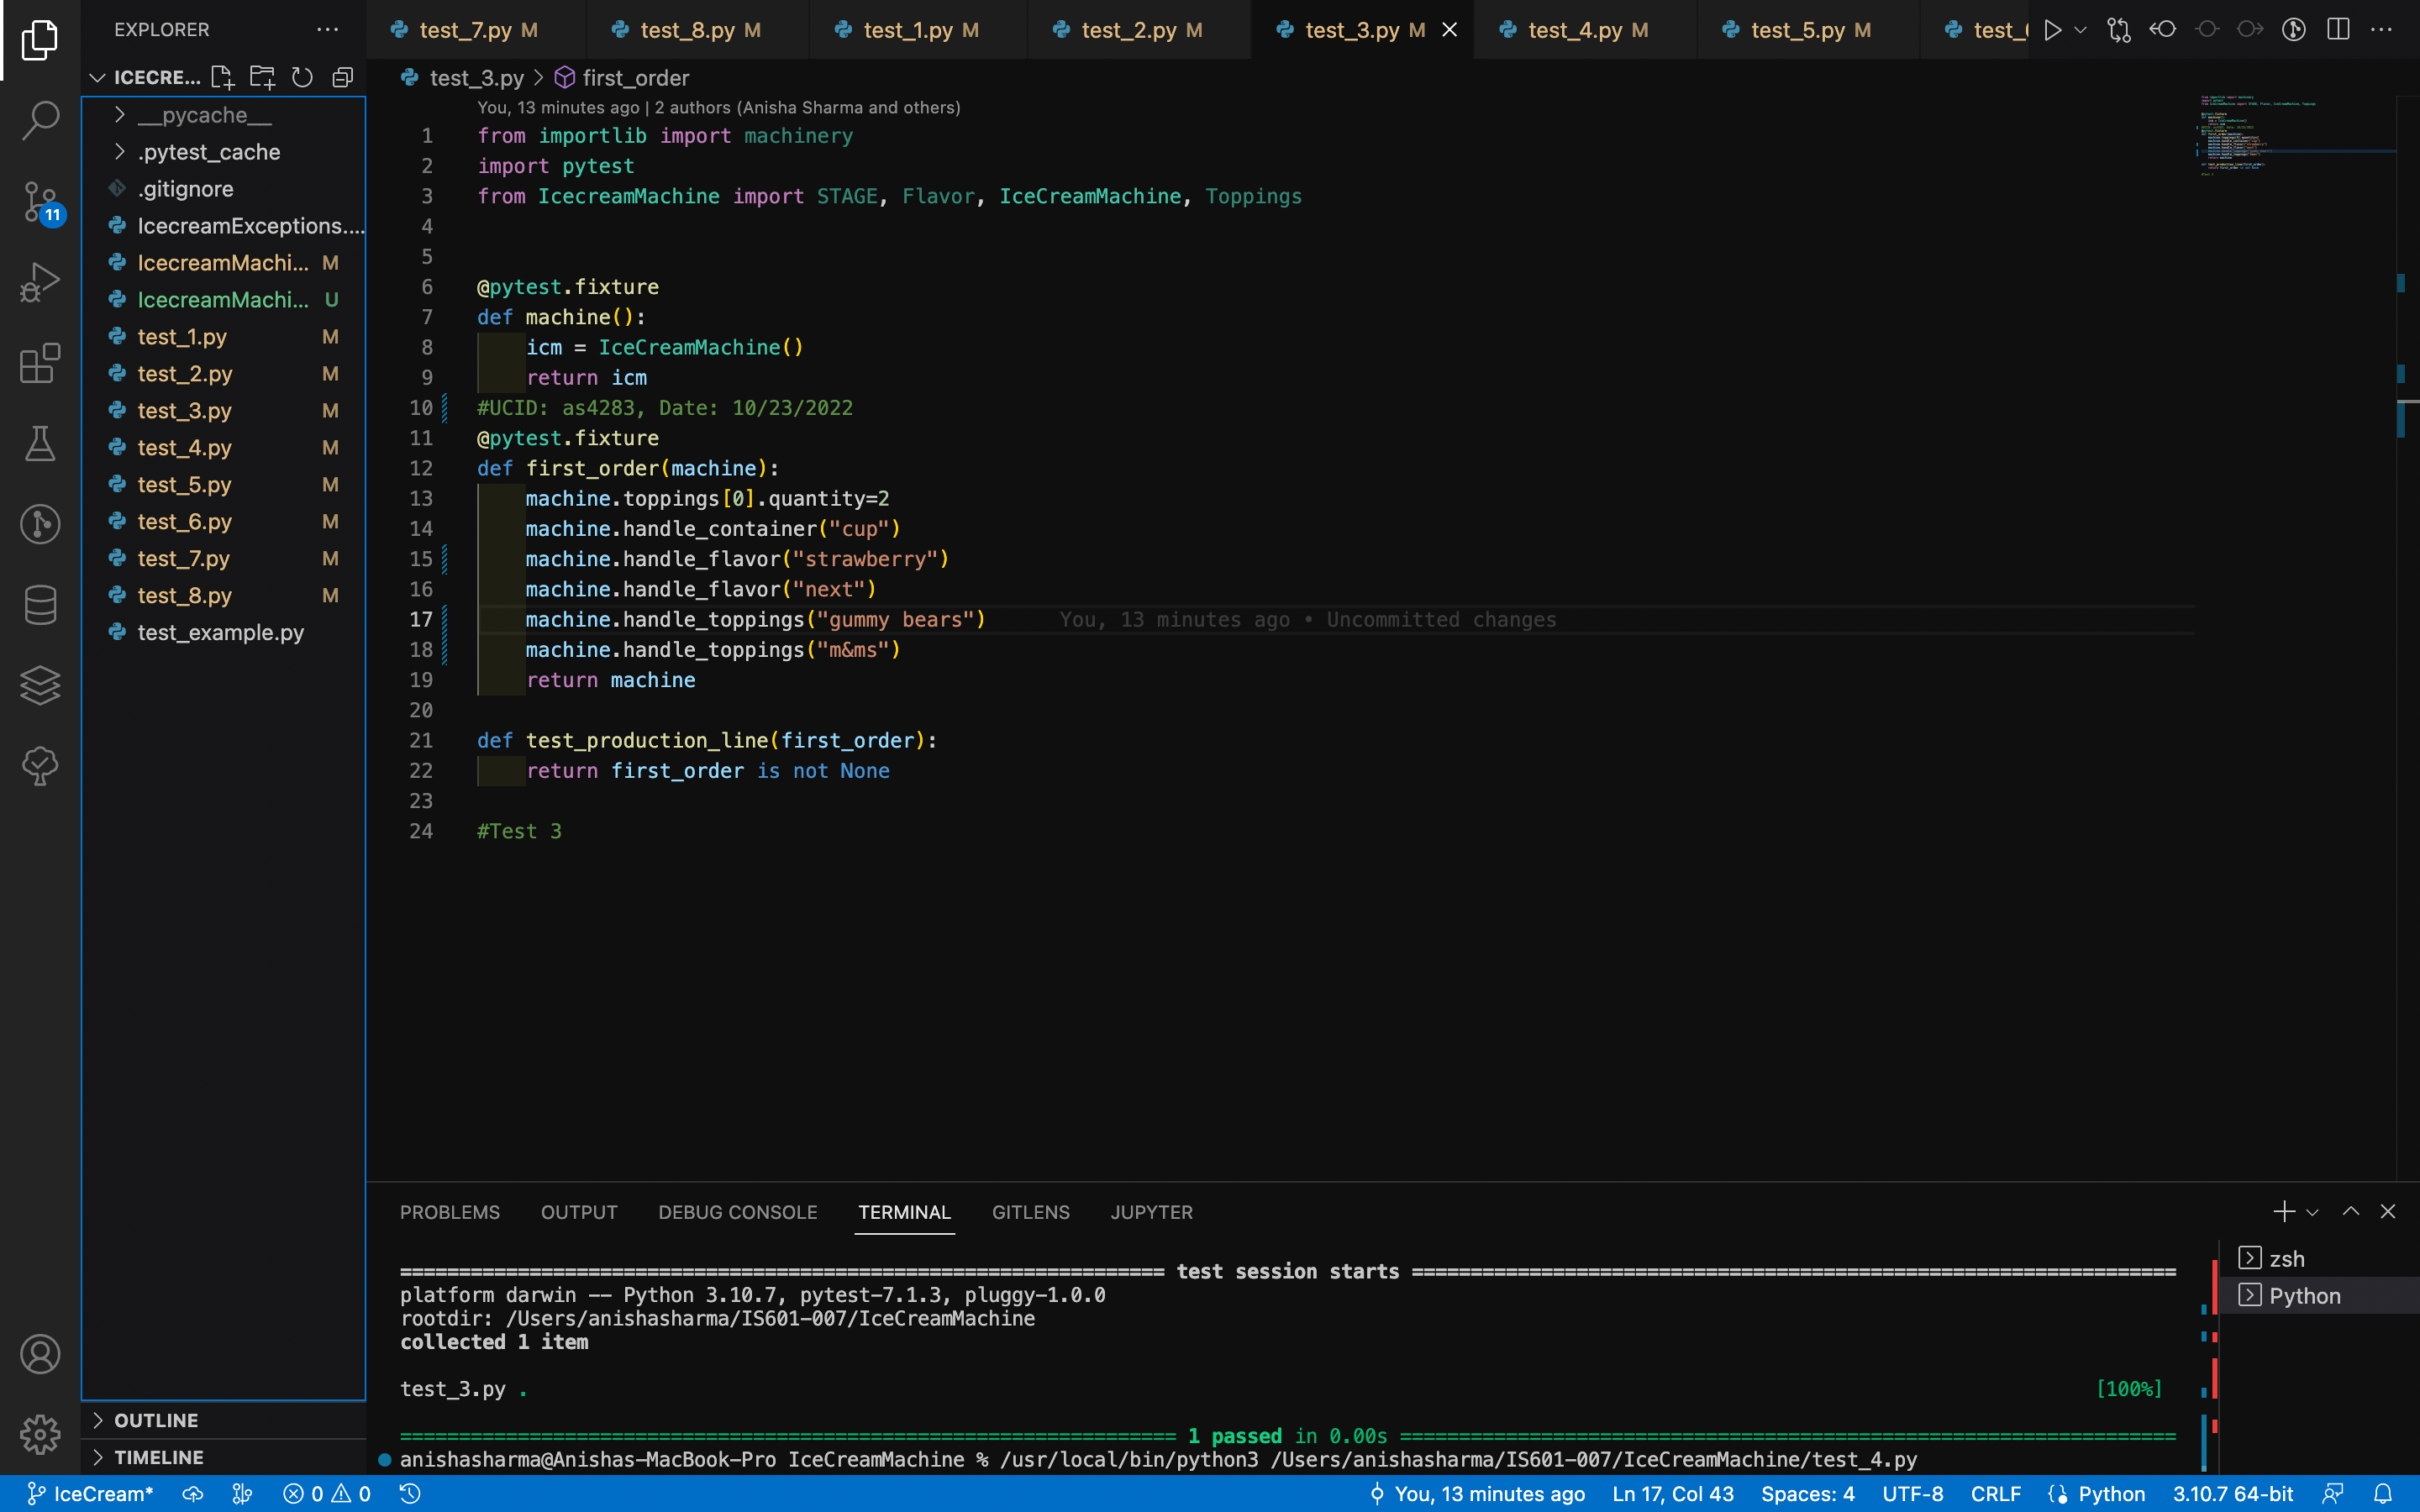 EXPLORER
ICECRE...
__pycache__
.pytest_cache
.gitignore
IcecreamExceptions....
IcecreamMachi... M
IcecreamMachi... U
test_1.py M
test_2.py M
test_3.py M
test_4.py M
test_5.py M
test_6.py M
test_7.py M
test_8.py M
test_example.py
OUTLINE
TIMELINE
11
test_7.py M test_8.py M test_1.py M test_2.py M test_3.py M test_4.py M test_5.py M test_
test_3.py > first_order
You, 13 minutes ago | 2 authors (Anisha Sharma and others)
1 from importlib import machinery
2 import pytest
3 from IcecreamMachine import STAGE, Flavor, IceCreamMachine, Toppings
4
5
6 @pytest.fixture
7 def machine():
8 icm = IceCreamMachine()
9 return icm
10 #UCID: as4283, Date: 10/23/2022
11 @pytest.fixture
12 def first_order(machine):
13 machine.toppings[0].quantity=2
14 machine.handle_container("cup")
15 machine.handle_flavor("strawberry")
16 machine.handle_flavor("next")
17 machine.handle_toppings("gummy bears") You, 13 minutes ago • Uncommitted changes
18 machine.handle_toppings("m&ms")
19 return machine
20
21 def test_production_line(first_order):
22 return first_order is not None
23
24 #Test 3
PROBLEMS OUTPUT DEBUG CONSOLE TERMINAL GITLENS JUPYTER
================================================================= test session starts =================================================================
platform darwin -- Python 3.10.7, pytest-7.1.3, pluggy-1.0.0
rootdir: /Users/anishasharma/IS601-007/IceCreamMachine
collected 1 item
test_3.py . [100%]
================================================================== 1 passed in 0.00s ==================================================================
anishasharma@Anishas-MacBook-Pro IceCreamMachine % /usr/local/bin/python3 /Users/anishasharma/IS601-007/IceCreamMachine/test_4.py
zsh
Python
IceCream* 0 0 You, 13 minutes ago Ln 17, Col 43 Spaces: 4 UTF-8 CRLF Python 3.10.7 64-bit